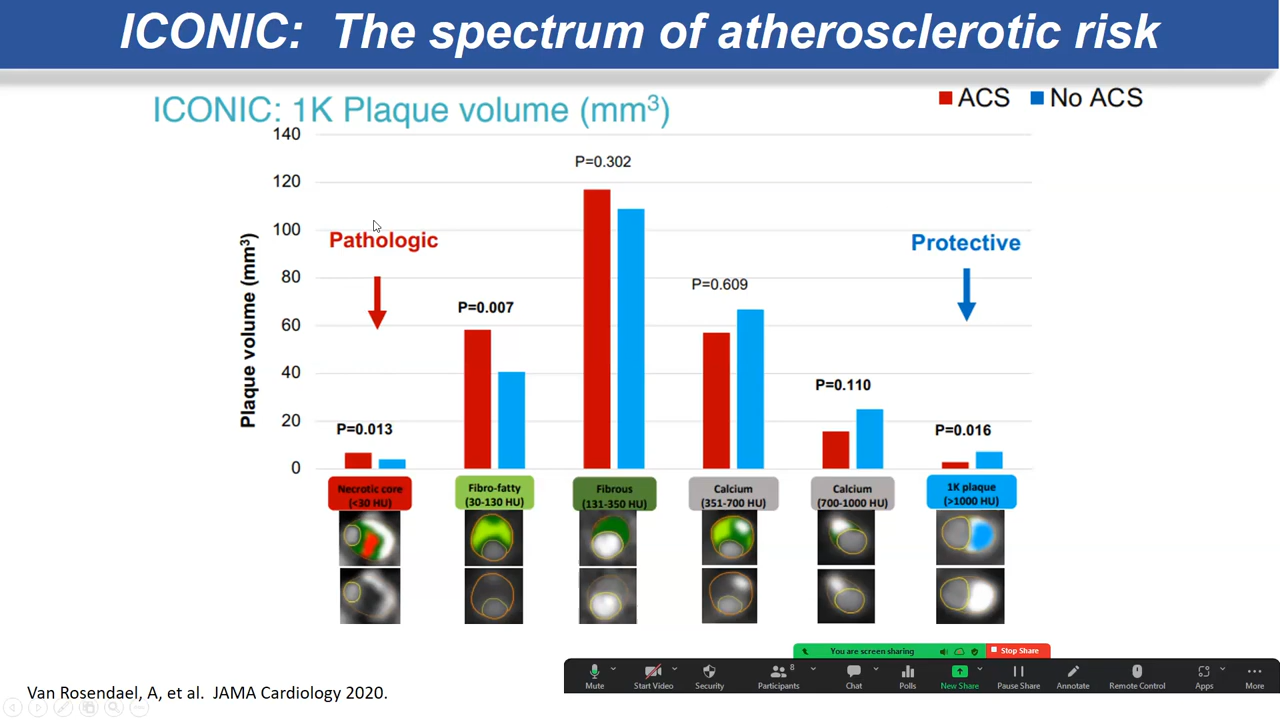 ICONIC: The spectrum of atherosclerotic risk
ICONIC: 1K Plaque volume (mm³)
ACS
No ACS
Plaque volume (mm³)
140
120
100
80
60
40
20
0
Pathologic
Protective
P=0.013
P=0.007
P=0.302
P=0.609
P=0.110
P=0.016
Necrotic core
(<30 HU)
Fibro-fatty
(30-130 HU)
Fibrous
(131-350 HU)
Calcium
(351-700 HU)
Calcium
(700-1000 HU)
1K plaque
(>1000 HU)
You are screen sharing
Stop Share
Mute
Start Video
Security
8
Participants
Chat
Polls
New Share
Pause Share
Annotate
Remote Control
Apps
More
Van Rosendael, A, et al. JAMA Cardiology 2020.